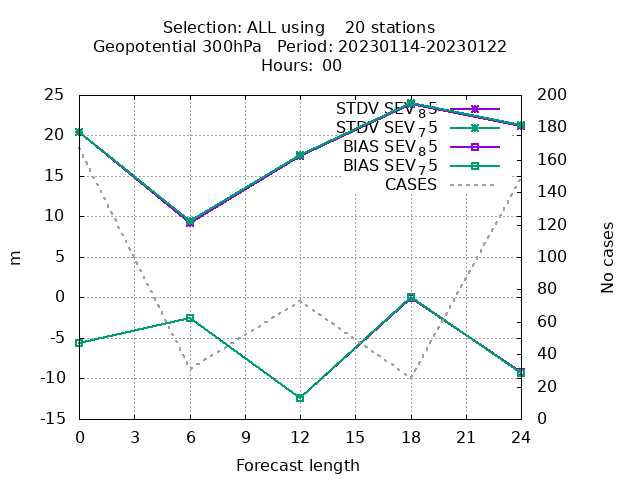 Selection: ALL using    20 stations
Geopotential 300hPa   Period: 20230114-20230122
Hours: 00
25
20
15
10
5
0
-5
-10
-15
m
STDV SEV₈5
STDV SEV₇5
BIAS SEV₈5
BIAS SEV₇5
CASES
200
180
160
140
120
100
80
60
40
20
0
No cases
0 3 6 9 12 15 18 21 24
Forecast length